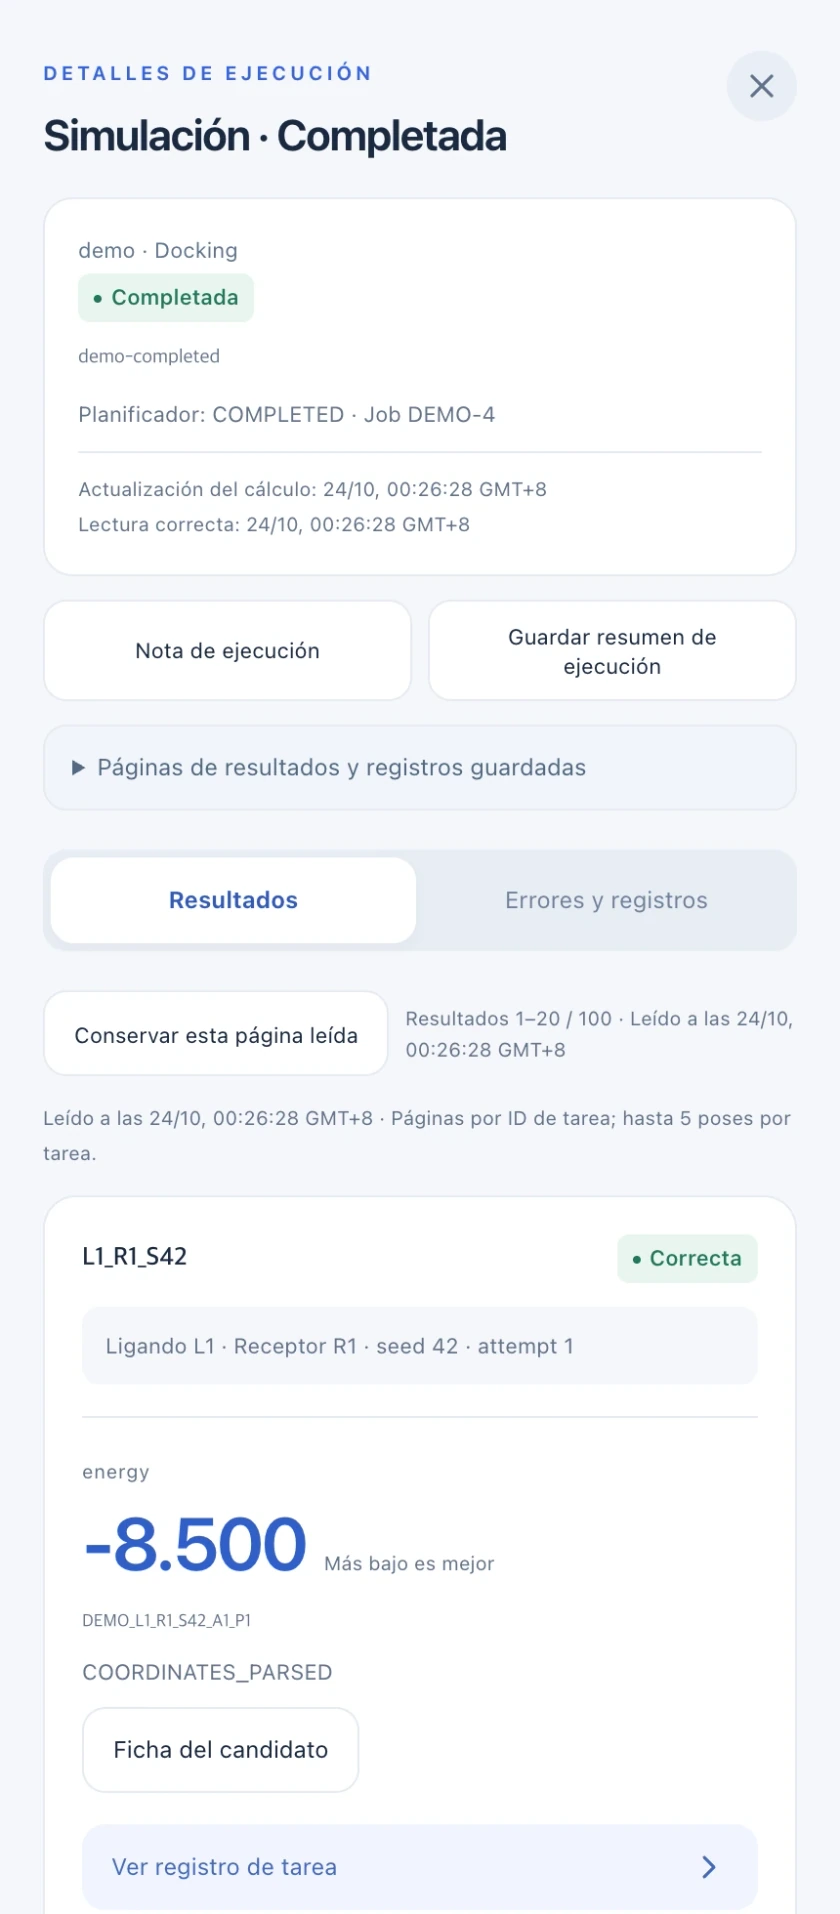 DETALLES DE EJECUCIÓN
Simulación · Completada
demo · Docking
• Completada
demo-completed
Planificador: COMPLETED · Job DEMO-4
Actualización del cálculo: 24/10, 00:26:28 GMT+8
Lectura correcta: 24/10, 00:26:28 GMT+8
Nota de ejecución
Guardar resumen de
ejecución
Páginas de resultados y registros guardadas
Resultados
Errores y registros
Conservar esta página leída
Resultados 1–20 / 100 · Leído a las 24/10,
00:26:28 GMT+8
Leído a las 24/10, 00:26:28 GMT+8 · Páginas por ID de tarea; hasta 5 poses por
tarea.
L1_R1_S42
• Correcta
Ligando L1 · Receptor R1 · seed 42 · attempt 1
energy
-8.500 Más bajo es mejor
DEMO_L1_R1_S42_A1_P1
COORDINATES_PARSED
Ficha del candidato
Ver registro de tarea